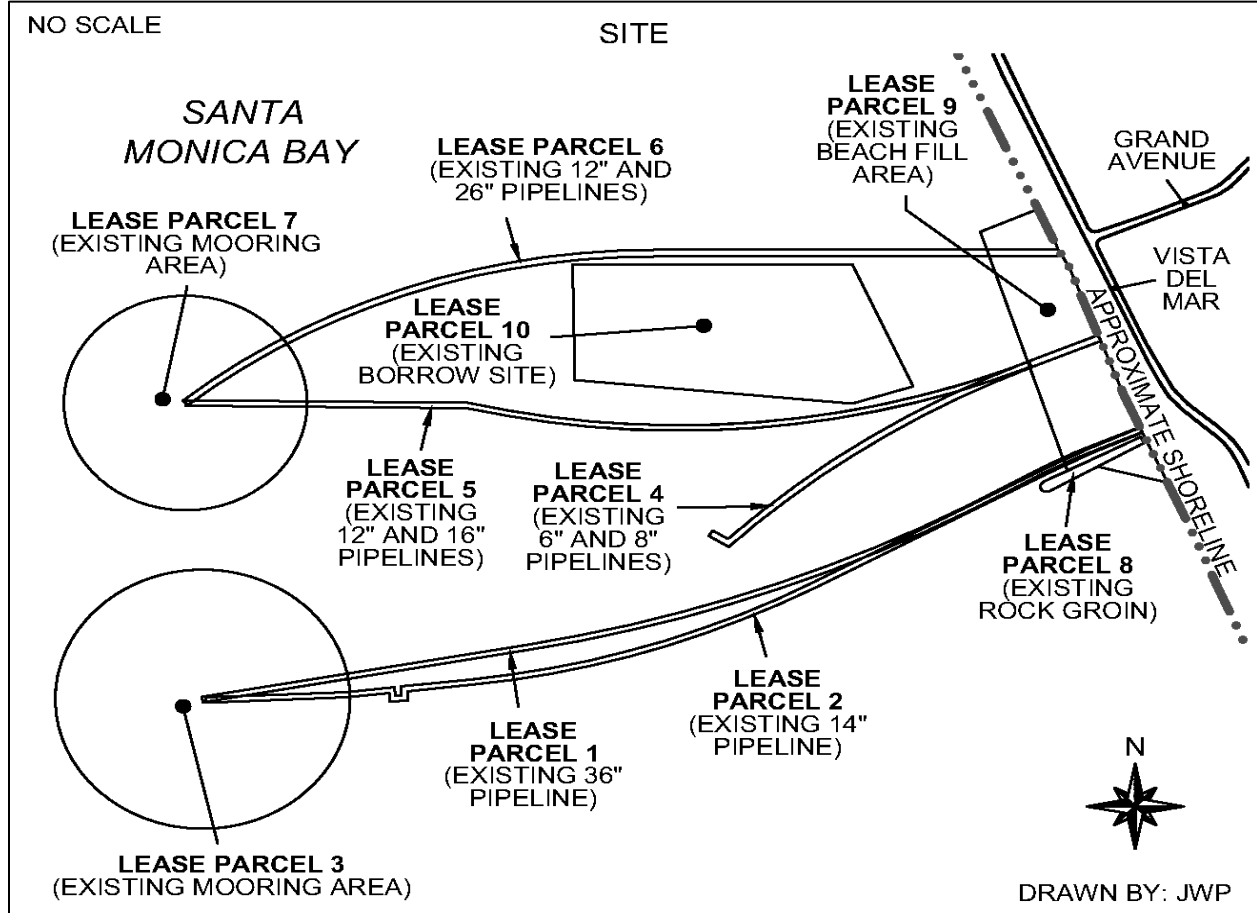 NO SCALE
SITE
SANTA
MONICA BAY
LEASE PARCEL 7
(EXISTING MOORING
AREA)
LEASE PARCEL 6
(EXISTING 12" AND
26" PIPELINES)
LEASE
PARCEL 9
(EXISTING
BEACH FILL
AREA)
GRAND
AVENUE
VISTA
DEL
MAR
LEASE
PARCEL 10
(EXISTING
BORROW SITE)
APPROXIMATE SHORELINE
LEASE
PARCEL 5
(EXISTING
12" AND 16"
PIPELINES)
LEASE
PARCEL 4
(EXISTING
6" AND 8"
PIPELINES)
LEASE
PARCEL 8
(EXISTING
ROCK GROIN)
LEASE
PARCEL 2
(EXISTING 14"
PIPELINE)
LEASE
PARCEL 1
(EXISTING 36"
PIPELINE)
LEASE PARCEL 3
(EXISTING MOORING AREA)
N
DRAWN BY: JWP